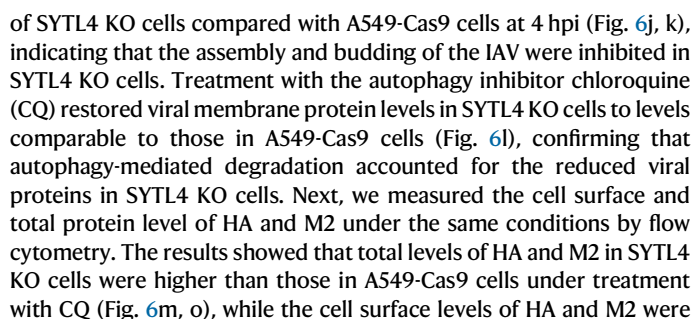 of SYTL4 KO cells compared with A549-Cas9 cells at 4 hpi (Fig. 6j, k),
indicating that the assembly and budding of the IAV were inhibited in
SYTL4 KO cells. Treatment with the autophagy inhibitor chloroquine
(CQ) restored viral membrane protein levels in SYTL4 KO cells to levels
comparable to those in A549-Cas9 cells (Fig. 6l), confirming that
autophagy-mediated degradation accounted for the reduced viral
proteins in SYTL4 KO cells. Next, we measured the cell surface and
total protein level of HA and M2 under the same conditions by flow
cytometry. The results showed that total levels of HA and M2 in SYTL4
KO cells were higher than those in A549-Cas9 cells under treatment
with CQ (Fig. 6m, o), while the cell surface levels of HA and M2 were